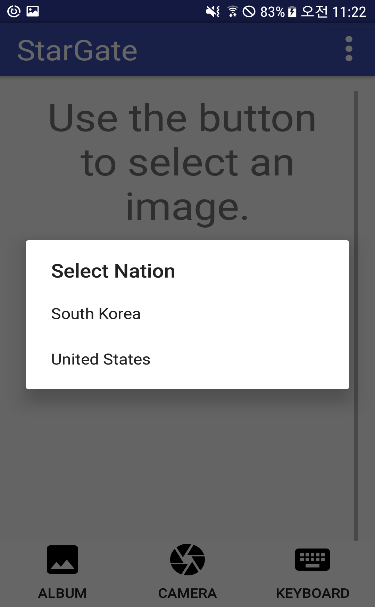 83% 오전 11:22
StarGate
Use the button
to select an
image.
Select Nation
South Korea
United States
ALBUM CAMERA KEYBOARD